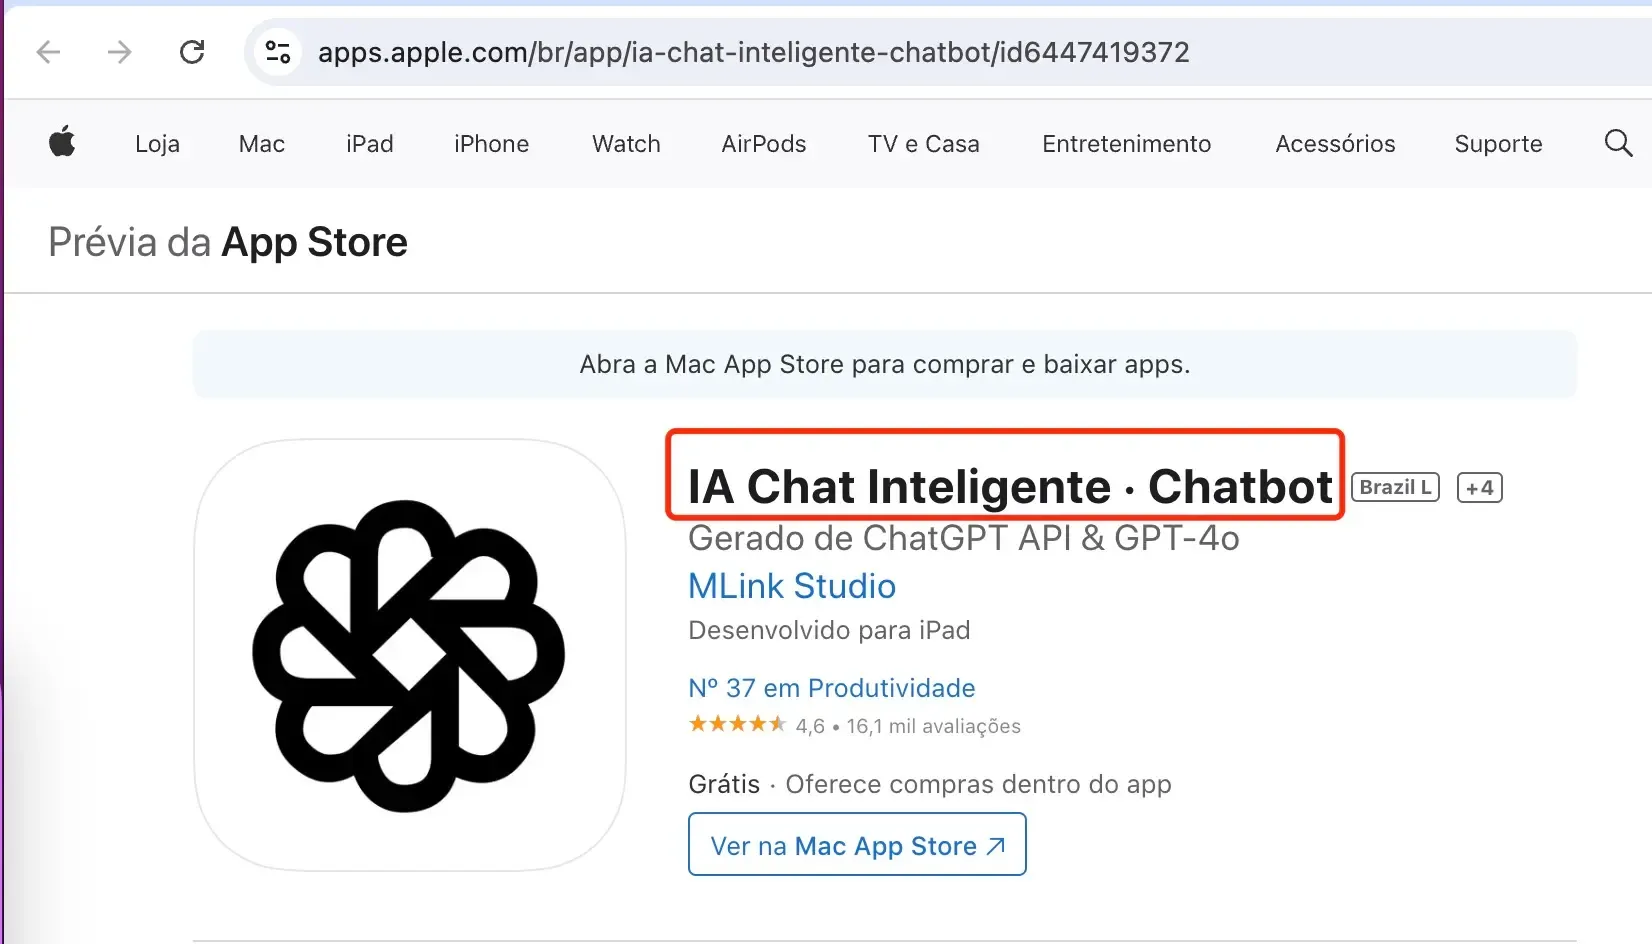 apps.apple.com/br/app/ia-chat-inteligente-chatbot/id6447419372
Loja Mac iPad iPhone Watch AirPods TV e Casa Entretenimento Acessórios Suporte
Prévia da App Store
Abra a Mac App Store para comprar e baixar apps.
IA Chat Inteligente · Chatbot Brazil L +4
Gerado de ChatGPT API & GPT-4o
MLink Studio
Desenvolvido para iPad
Nº 37 em Produtividade
4,6 • 16,1 mil avaliações
Grátis · Oferece compras dentro do app
Ver na Mac App Store ↗